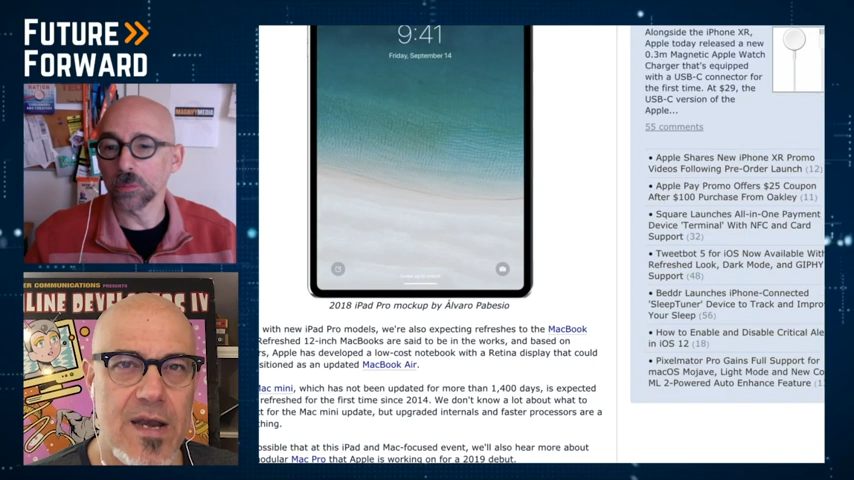 FUTURE
FORWARD
MAGNIFYMEDIA
ER COMMUNICATIONS PRESENTS
LINE DEVELOP
IV
9:41
Friday, September 14
2018 iPad Pro mockup by Álvaro Pabesio
with new iPad Pro models, we're also expecting refreshes to the MacBook
Refreshed 12-inch MacBooks are said to be in the works, and based on
rs, Apple has developed a low-cost notebook with a Retina display that could
sitioned as an updated MacBook Air.
Mac mini, which has not been updated for more than 1,400 days, is expected
refreshed for the first time since 2014. We don't know a lot about what to
ct for the Mac mini update, but upgraded internals and faster processors are a
thing.
ossible that at this iPad and Mac-focused event, we'll also hear more about
odular Mac Pro that Apple is working on for a 2019 debut.
Alongside the iPhone XR,
Apple today released a new
0.3m Magnetic Apple Watch
Charger that's equipped
with a USB-C connector for
the first time. At $29, the
USB-C version of the
Apple...
55 comments
• Apple Shares New iPhone XR Promo
Videos Following Pre-Order Launch (12)
• Apple Pay Promo Offers $25 Coupon
After $100 Purchase From Oakley (11)
• Square Launches All-in-One Payment
Device 'Terminal' With NFC and Card
Support (32)
• Tweetbot 5 for iOS Now Available With
Refreshed Look, Dark Mode, and GIPHY
Support (48)
• Beddr Launches iPhone-Connected
'SleepTuner' Device to Track and Improv
Your Sleep (56)
• How to Enable and Disable Critical Ale
in iOS 12 (18)
• Pixelmator Pro Gains Full Support for
macOS Mojave, Light Mode and New Co
ML 2-Powered Auto Enhance Feature (1